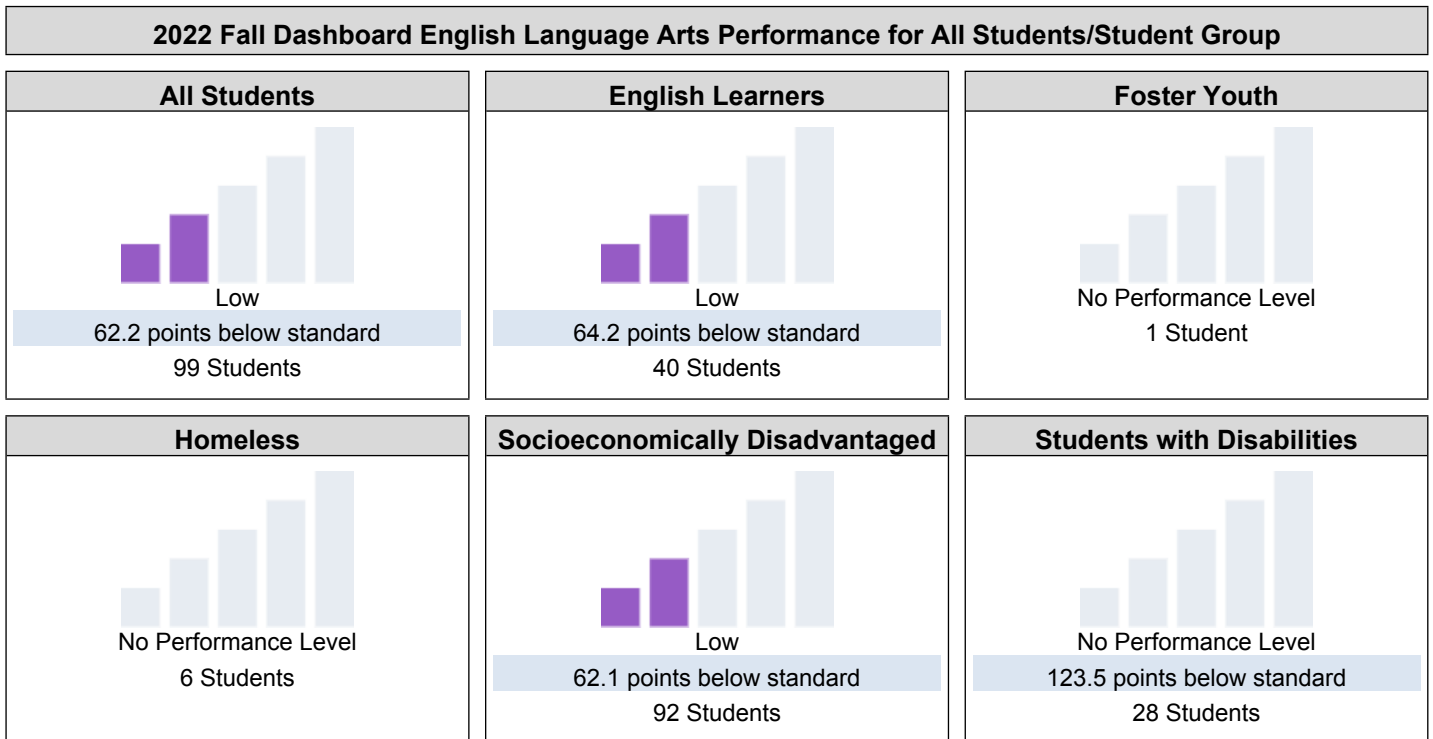 2022 Fall Dashboard English Language Arts Performance for All Students/Student Group
All Students
Low
62.2 points below standard
99 Students
English Learners
Low
64.2 points below standard
40 Students
Foster Youth
No Performance Level
1 Student
Homeless
No Performance Level
6 Students
Socioeconomically Disadvantaged
Low
62.1 points below standard
92 Students
Students with Disabilities
No Performance Level
123.5 points below standard
28 Students